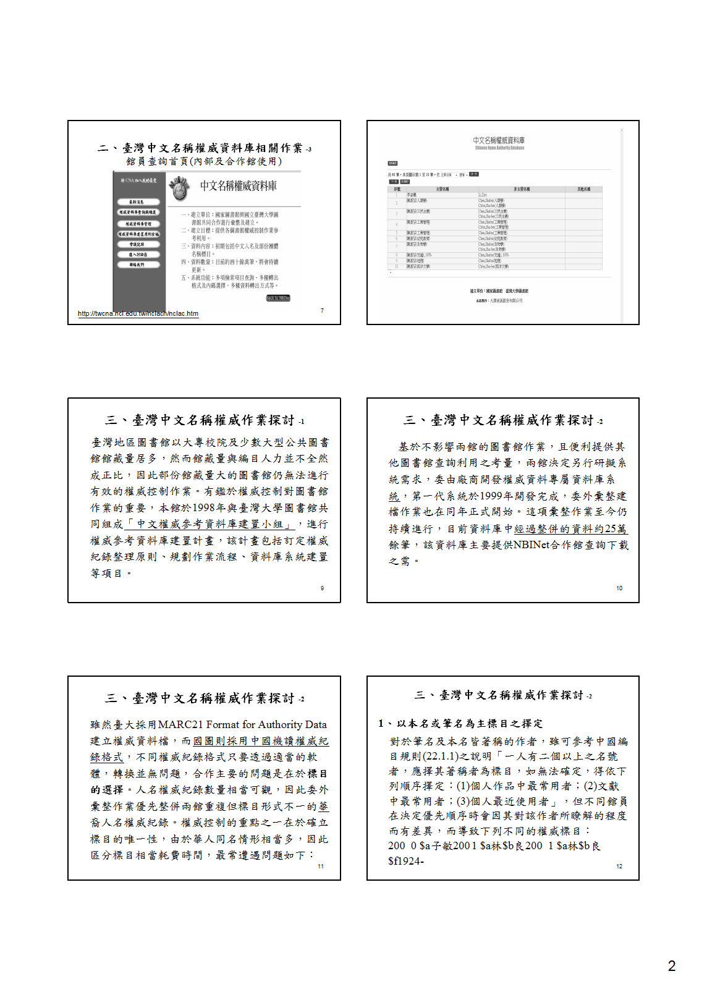 二、臺灣中文名稱權威資料庫相關作業 -3
館員查詢首頁(內部及合作館使用)
將 CNA 加入我的最愛
中文名稱權威資料庫
最新消息
權威資料庫查詢與維護
權威資料庫管理
權威資料庫建置原則彙編
會議記錄
進入討論區
聯絡我們
一、建立單位：國家圖書館與國立臺灣大學圖
書館共同合作進行彙整及建立。
二、建立目標：提供各圖書館權威控制作業參
考利用。
三、資料內容：初期包括中文人名及部份團體
名稱標目。
四、資料數量：目前約四十餘萬筆，將會持續
更新。
五、系統功能：多項檢索項目查詢、多種轉出
格式及內碼選擇、多種資料轉出方式等。
Back to NBINet
http://twcna.ncl.edu.tw/nclach/nclac.htm
7
中文名稱權威資料庫
Chinese Name Authority Database
共 48 筆，本頁顯示第 1 至 10 筆，依 主要名稱
序號 主要名稱 非主要名稱 其他名稱
建立單位：國家圖書館 臺灣大學圖書館
三、臺灣中文名稱權威作業探討 -1
臺灣地區圖書館以大專校院及少數大型公共圖書
館館藏量居多，然而館藏量與編目人力並不全然
成正比，因此部份館藏量大的圖書館仍無法進行
有效的權威控制作業。有鑑於權威控制對圖書館
作業的重要，本館於1998年與臺灣大學圖書館共
同組成「中文權威參考資料庫建置小組」，進行
權威參考資料庫建置計畫，該計畫包括訂定權威
紀錄整理原則、規劃作業流程、資料庫系統建置
等項目。
9
三、臺灣中文名稱權威作業探討 -2
基於不影響兩館的圖書館作業，且便利提供其
他圖書館查詢利用之考量，兩館決定另行研擬系
統需求，委由廠商開發權威資料專屬資料庫系
統，第一代系統於1999年開發完成，委外彙整建
檔作業也在同年正式開始。這項彙整作業至今仍
持續進行，目前資料庫中經過整併的資料約25萬
餘筆，該資料庫主要提供NBINet合作館查詢下載
之需。
10
三、臺灣中文名稱權威作業探討 -2
雖然臺大採用MARC21 Format for Authority Data
建立權威資料檔，而國圖則採用中國機讀權威紀
錄格式，不同權威紀錄格式只要透過適當的軟
體，轉換並無問題，合作主要的問題是在於標目
的選擇。人名權威紀錄數量相當可觀，因此委外
彙整作業優先整併兩館重複但標目形式不一的華
裔人名權威紀錄。權威控制的重點之一在於確立
標目的唯一性，由於華人同名情形相當多，因此
區分標目相當耗費時間，最常遭遇問題如下：
11
三、臺灣中文名稱權威作業探討 -2
1、以本名或筆名為主標目之擇定
對於筆名及本名皆著稱的作者，雖可參考中國編
目規則(22.1.1)之說明「一人有二個以上之名號
者，應擇其著稱者為標目，如無法確定，得依下
列順序擇定：(1)個人作品中最常用者；(2)文獻
中最常用者；(3)個人最近使用者」，但不同館員
在決定優先順序時會因其對該作者所瞭解的程度
而有差異，而導致下列不同的權威標目：
200 0 $a子敏200 1 $a林$b良200 1 $a林$b良
$f1924-
12
2